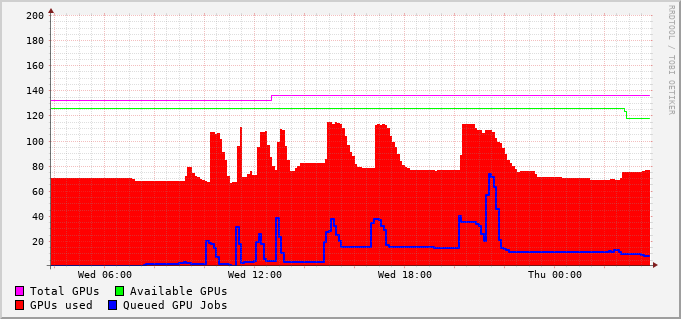 200
180
160
140
120
100
80
60
40
20
Wed 06:00 Wed 12:00 Wed 18:00 Thu 00:00
Total GPUs Available GPUs
GPUs used Queued GPU Jobs
RRDTOOL / TOBI OETIKER